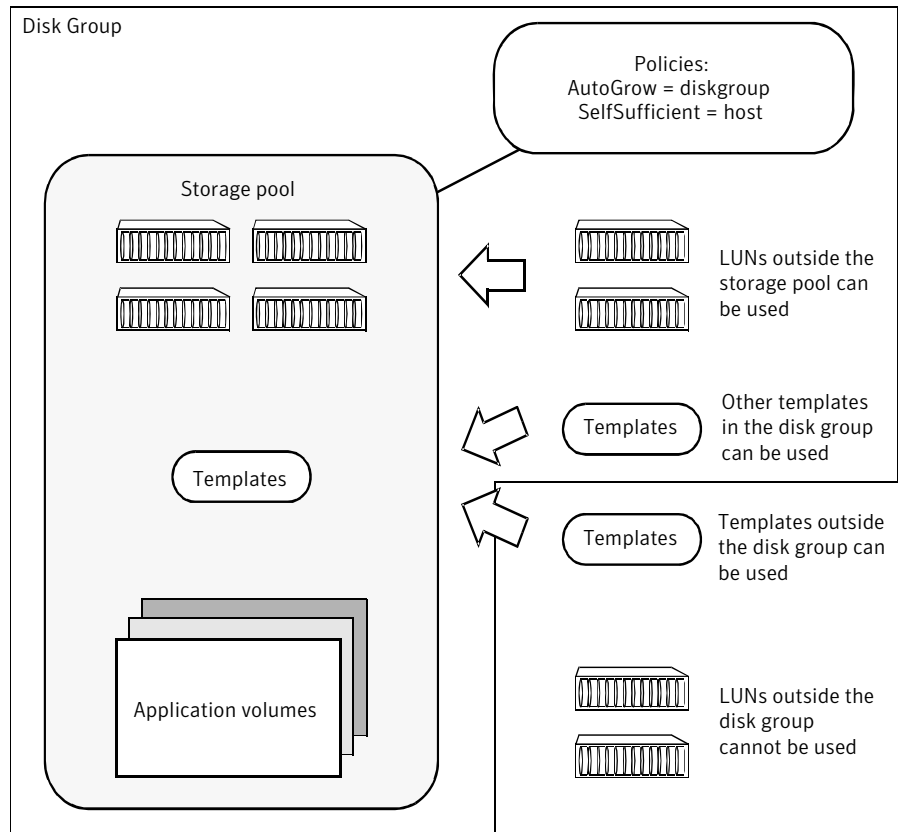 Disk Group
Policies:
AutoGrow = diskgroup
SelfSufficient = host
Storage pool
LUNs outside the
storage pool can
be used
Templates
Other templates
in the disk group
can be used
Templates
Templates
Templates outside
the disk group can
be used
Application volumes
LUNs outside the
disk group
cannot be used